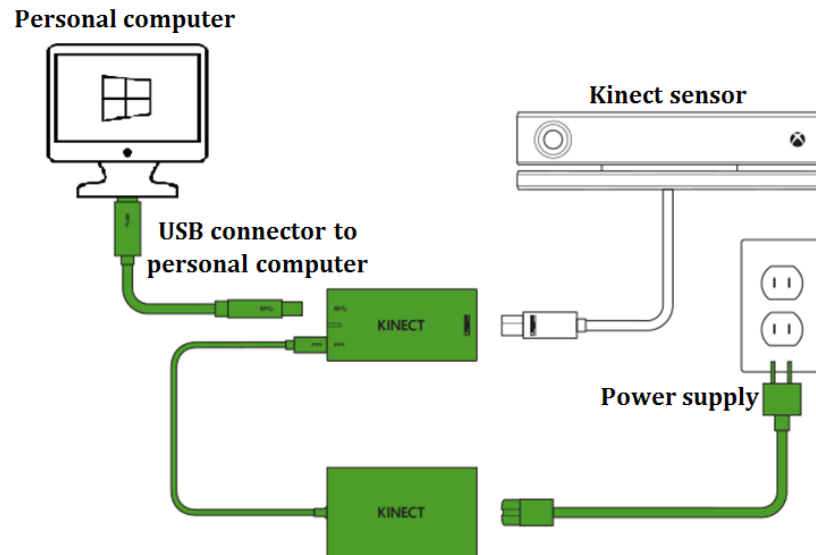 Personal computer
Kinect sensor
USB connector to
personal computer
KINECT
Power supply
KINECT